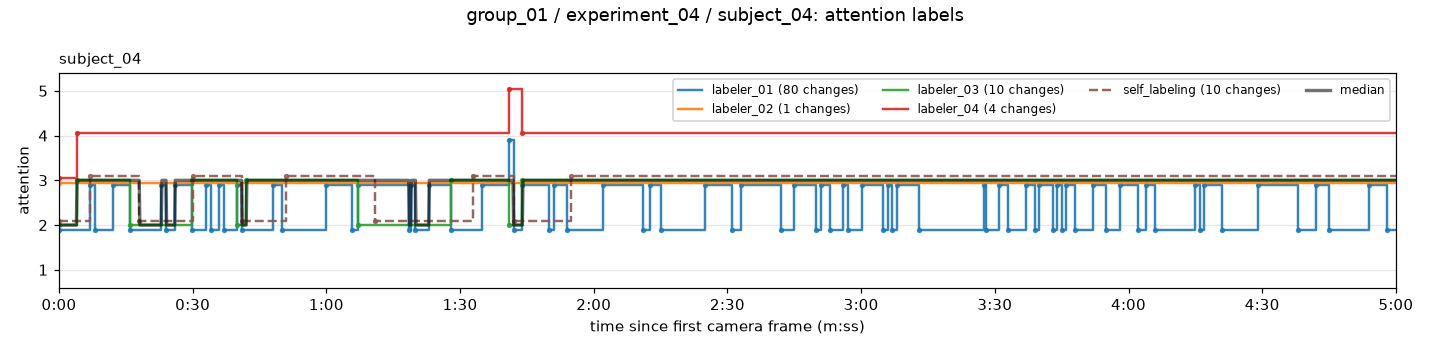 group_01 / experiment_04 / subject_04: attention labels
subject_04
labeler_01 (80 changes)
labeler_02 (1 changes)
labeler_03 (10 changes)
labeler_04 (4 changes)
self_labeling (10 changes)
median
attention
5
4
3
2
1
0:00 0:30 1:00 1:30 2:00 2:30 3:00 3:30 4:00 4:30 5:00
time since first camera frame (m:ss)